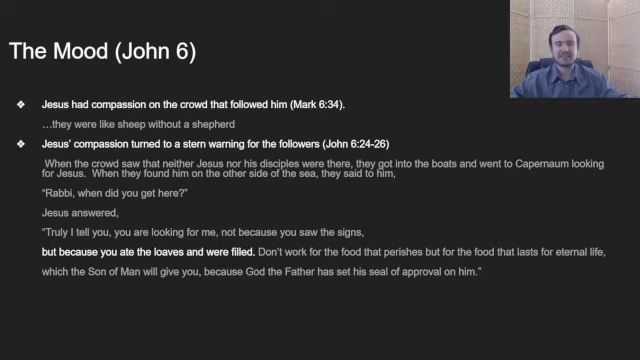 The Mood (John 6)
❖ Jesus had compassion on the crowd that followed him (Mark 6:34).
…they were like sheep without a shepherd
❖ Jesus’ compassion turned to a stern warning for the followers (John 6:24-26)
When the crowd saw that neither Jesus nor his disciples were there, they got into the boats and went to Capernaum looking
for Jesus. When they found him on the other side of the sea, they said to him,
“Rabbi, when did you get here?”
Jesus answered,
“Truly I tell you, you are looking for me, not because you saw the signs,
but because you ate the loaves and were filled. Don’t work for the food that perishes but for the food that lasts for eternal life,
which the Son of Man will give you, because God the Father has set his seal of approval on him.”